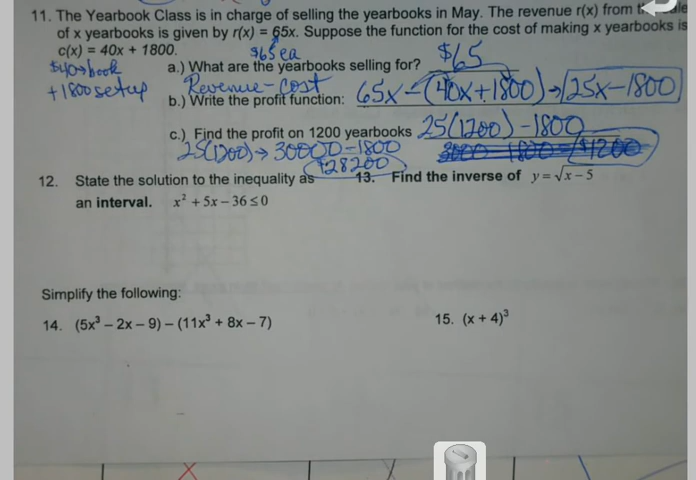 11. The Yearbook Class is in charge of selling the yearbooks in May. The revenue r(x) from
of x yearbooks is given by r(x) = 65x. Suppose the function for the cost of making x yearbooks is
c(x) = 40x + 1800.
$65 ea
$40→book
+1800 setup
a.) What are the yearbooks selling for? $65
Revenue - cost
b.) Write the profit function: 65x - (40x+1800) → 25x-1800
c.) Find the profit on 1200 yearbooks 25(1200) - 1800
25(1200) → 30000 - 1800
$28200
12. State the solution to the inequality as
an interval. x² + 5x – 36 ≤ 0
13. Find the inverse of y = √x – 5
Simplify the following:
14. (5x³ – 2x – 9) – (11x³ + 8x – 7)
15. (x + 4)³